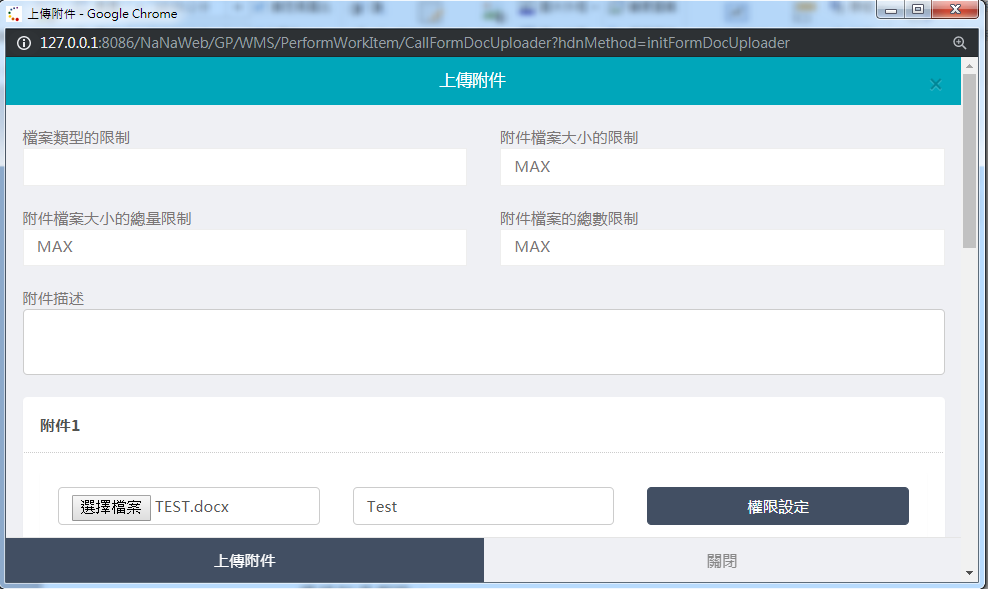 上傳附件 - Google Chrome
127.0.0.1:8086/NaNaWeb/GP/WMS/PerformWorkItem/CallFormDocUploader?hdnMethod=initFormDocUploader
上傳附件
檔案類型的限制
附件檔案大小的限制
MAX
附件檔案大小的總量限制
附件檔案的總數限制
MAX
MAX
附件描述
附件1
選擇檔案 TEST.docx
Test
權限設定
上傳附件
關閉